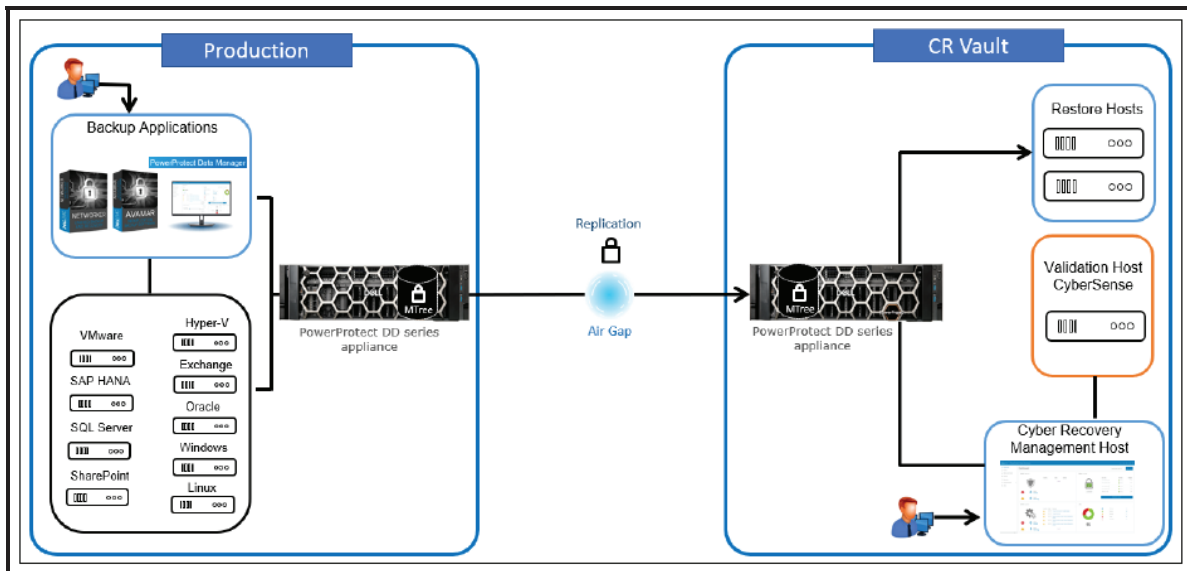 Production
Backup Applications
PowerProtect Data Manager
NETWORKER
AVAMAR
VMware
SAP HANA
SQL Server
SharePoint
Hyper-V
Exchange
Oracle
Windows
Linux
MTree
PowerProtect DD series
appliance
Replication
Air Gap
CR Vault
MTree
PowerProtect DD series
appliance
Restore Hosts
Validation Host
CyberSense
Cyber Recovery
Management Host